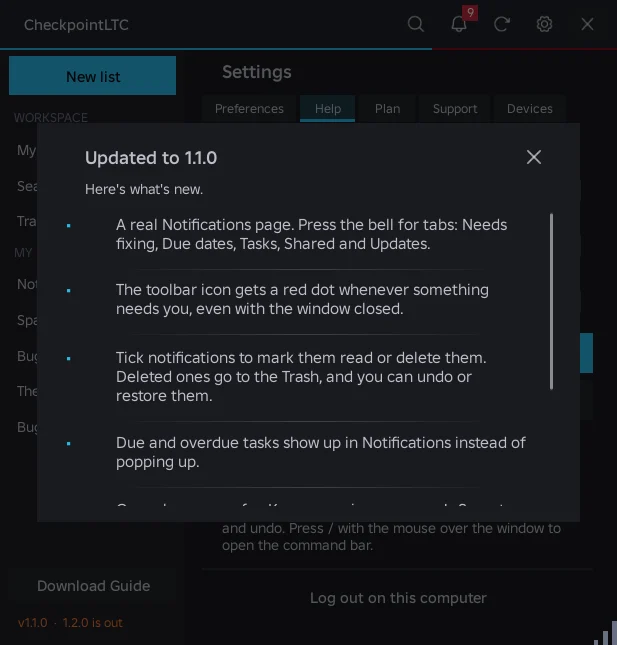 CheckpointLTC
9
New list
Settings
Preferences
Help
Plan
Support
Devices
WORKSPACE
My
Sea
Tra
MY
Not
Spa
Bug
The
Bug
Updated to 1.1.0
Here's what's new.
A real Notifications page. Press the bell for tabs: Needs
fixing, Due dates, Tasks, Shared and Updates.
The toolbar icon gets a red dot whenever something
needs you, even with the window closed.
Tick notifications to mark them read or delete them.
Deleted ones go to the Trash, and you can undo or
restore them.
Due and overdue tasks show up in Notifications instead of
popping up.
and undo. Press / with the mouse over the window to
open the command bar.
Download Guide
Log out on this computer
v1.1.0 · 1.2.0 is out